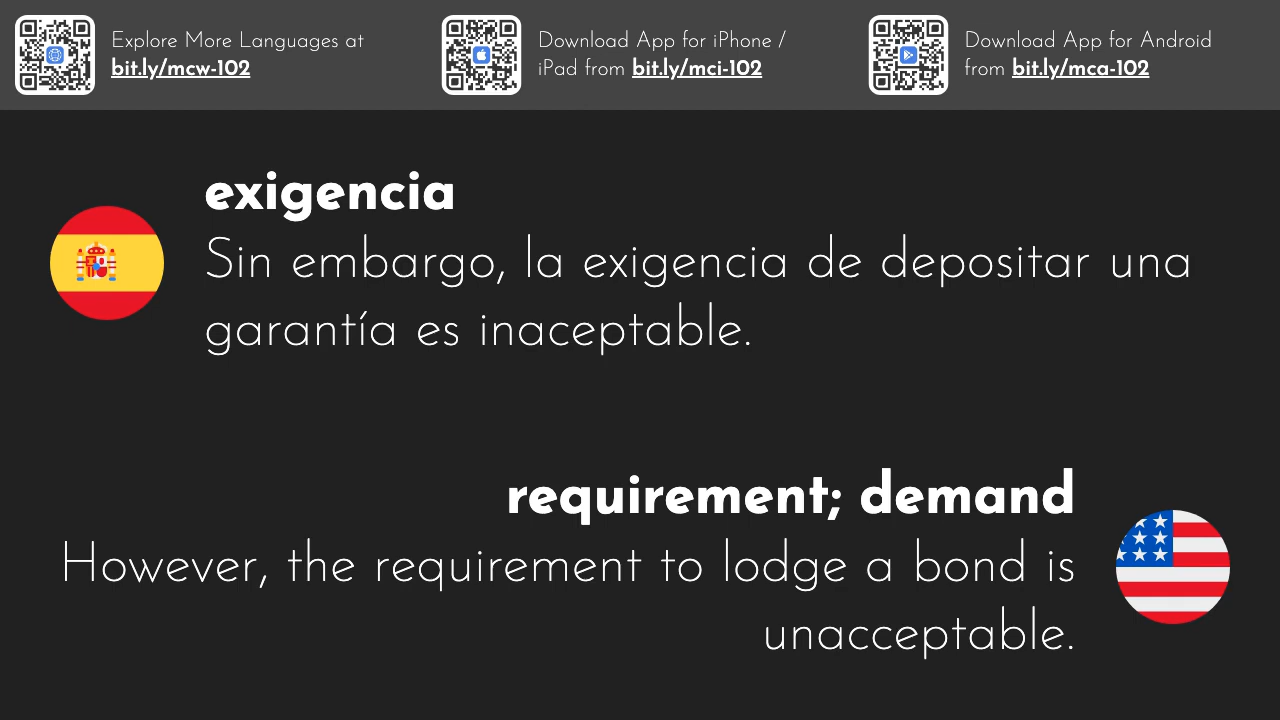 Explore More Languages at
bit.ly/mcw-102
Download App for iPhone /
iPad from bit.ly/mci-102
Download App for Android
from bit.ly/mca-102
exigencia
Sin embargo, la exigencia de depositar una
garantía es inaceptable.
requirement; demand
However, the requirement to lodge a bond is
unacceptable.